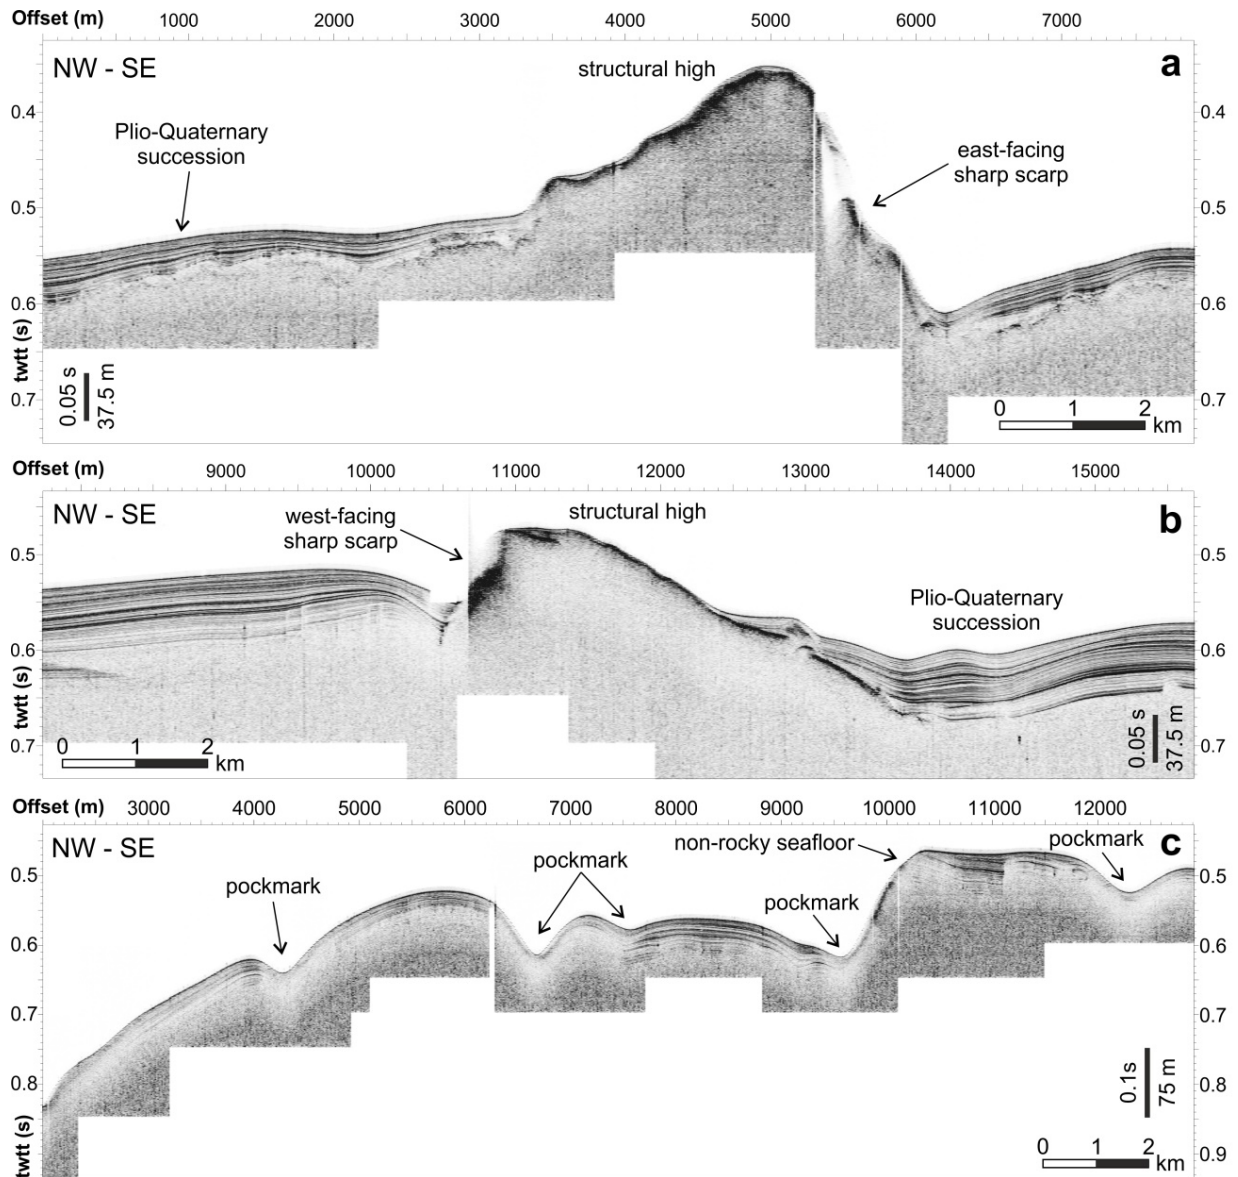 Offset (m) 1000 2000 3000 4000 5000 6000 7000
NW - SE
structural high
a
0.4
0.4
Plio-Quaternary
succession
east-facing
sharp scarp
0.5
0.5
0.6
0.6
twtt (s)
0.05 s
37.5 m
0.7
0.7
0 1 2
km
Offset (m) 9000 10000 11000 12000 13000 14000 15000
NW - SE
west-facing
sharp scarp
structural high
b
0.5
0.5
Plio-Quaternary
succession
0.6
0.6
twtt (s)
0.05 s
37.5 m
0.7
0.7
0 1 2
km
Offset (m) 3000 4000 5000 6000 7000 8000 9000 10000 11000 12000
NW - SE
non-rocky seafloor
pockmark
c
pockmark
0.5
0.5
pockmark
pockmark
0.6
0.6
0.7
0.7
0.8
0.8
0.1s
75 m
twtt (s)
0.9
0 1 2
km